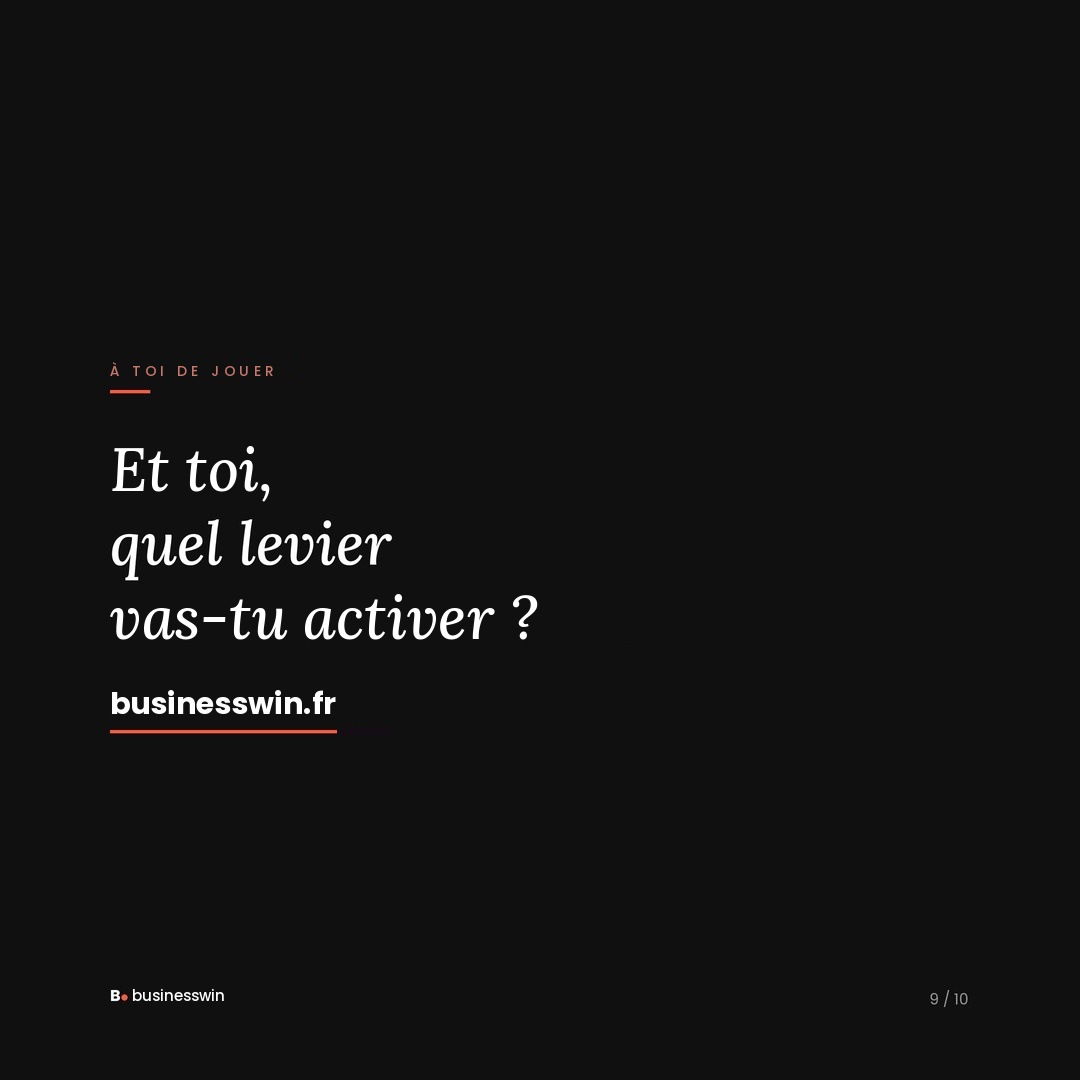 À TOI DE JOUER
Et toi,
quel levier
vas-tu activer ?
businesswin.fr
B businesswin
9 / 10